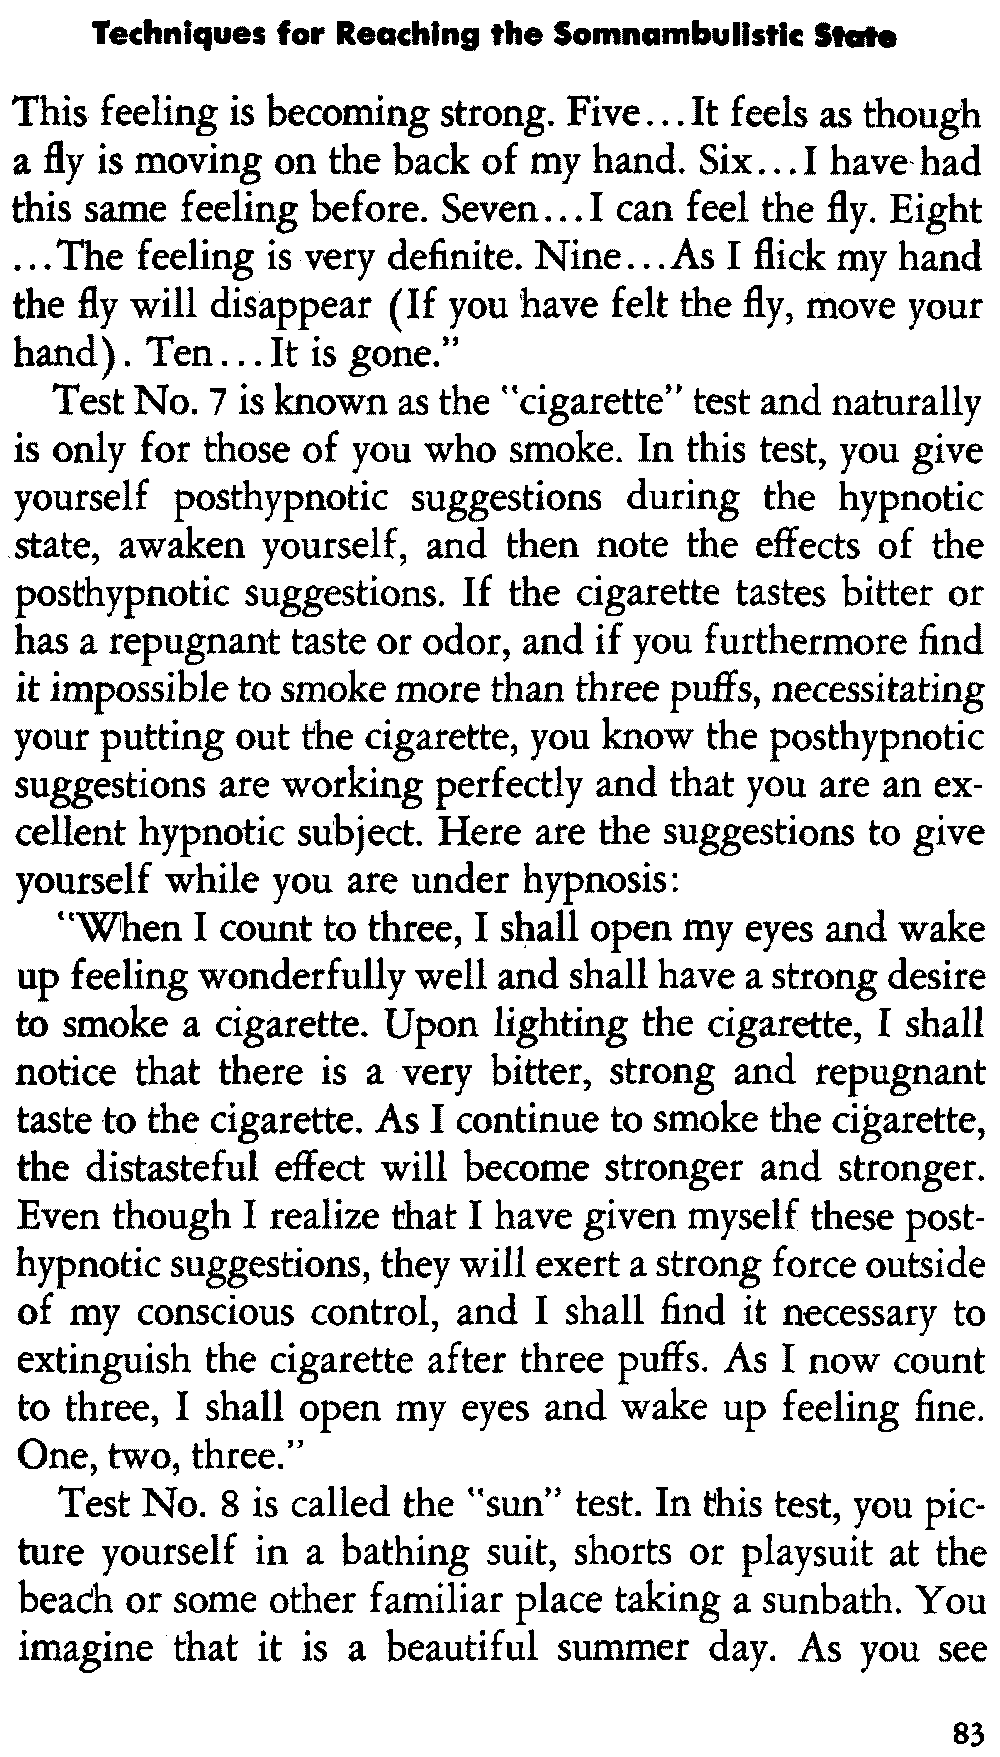 Techniques for Reaching the Somnambulistic State
This feeling is becoming strong. Five...It feels as though
a fly is moving on the back of my hand. Six...I have had
this same feeling before. Seven...I can feel the fly. Eight
...The feeling is very definite. Nine...As I flick my hand
the fly will disappear (If you have felt the fly, move your
hand). Ten...It is gone.”
Test No. 7 is known as the “cigarette” test and naturally
is only for those of you who smoke. In this test, you give
yourself posthypnotic suggestions during the hypnotic
state, awaken yourself, and then note the effects of the
posthypnotic suggestions. If the cigarette tastes bitter or
has a repugnant taste or odor, and if you furthermore find
it impossible to smoke more than three puffs, necessitating
your putting out the cigarette, you know the posthypnotic
suggestions are working perfectly and that you are an ex-
cellent hypnotic subject. Here are the suggestions to give
yourself while you are under hypnosis:
“When I count to three, I shall open my eyes and wake
up feeling wonderfully well and shall have a strong desire
to smoke a cigarette. Upon lighting the cigarette, I shall
notice that there is a very bitter, strong and repugnant
taste to the cigarette. As I continue to smoke the cigarette,
the distasteful effect will become stronger and stronger.
Even though I realize that I have given myself these post-
hypnotic suggestions, they will exert a strong force outside
of my conscious control, and I shall find it necessary to
extinguish the cigarette after three puffs. As I now count
to three, I shall open my eyes and wake up feeling fine.
One, two, three.”
Test No. 8 is called the “sun” test. In this test, you pic-
ture yourself in a bathing suit, shorts or playsuit at the
beach or some other familiar place taking a sunbath. You
imagine that it is a beautiful summer day. As you see
83